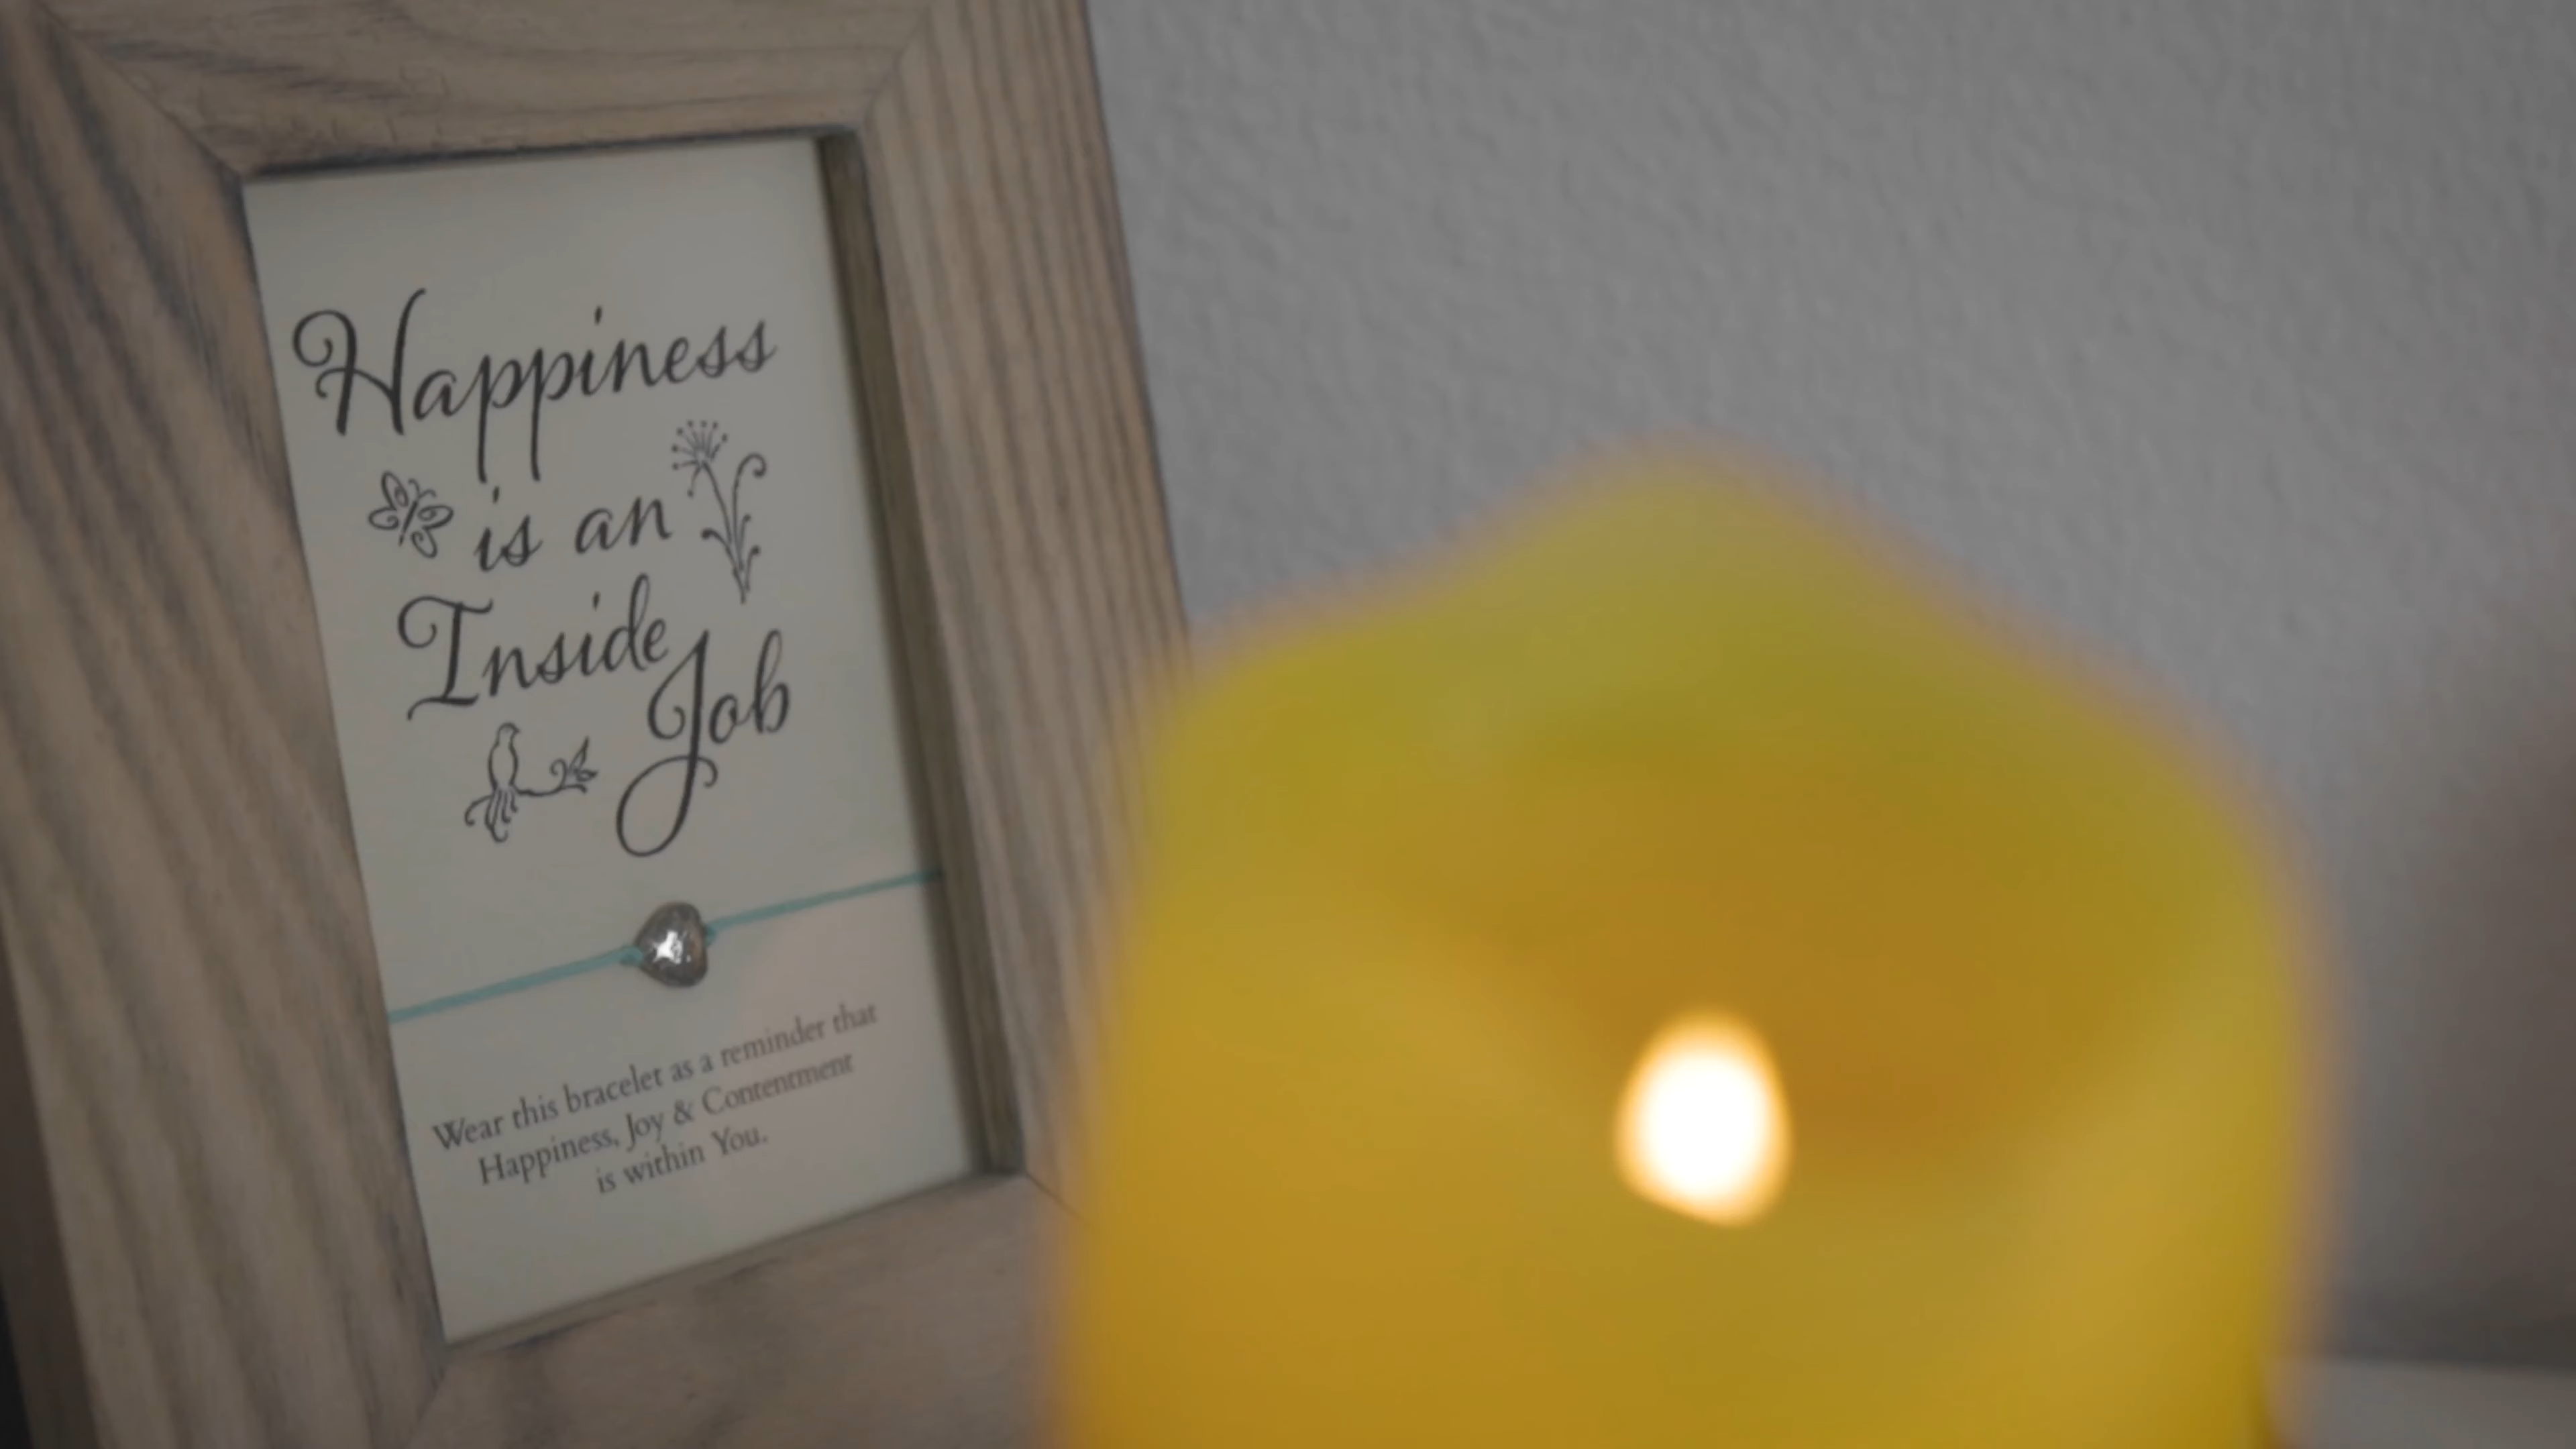 Happiness
is an
Inside
Job
Wear this bracelet as a reminder that
Happiness, Joy & Contentment
is within You.